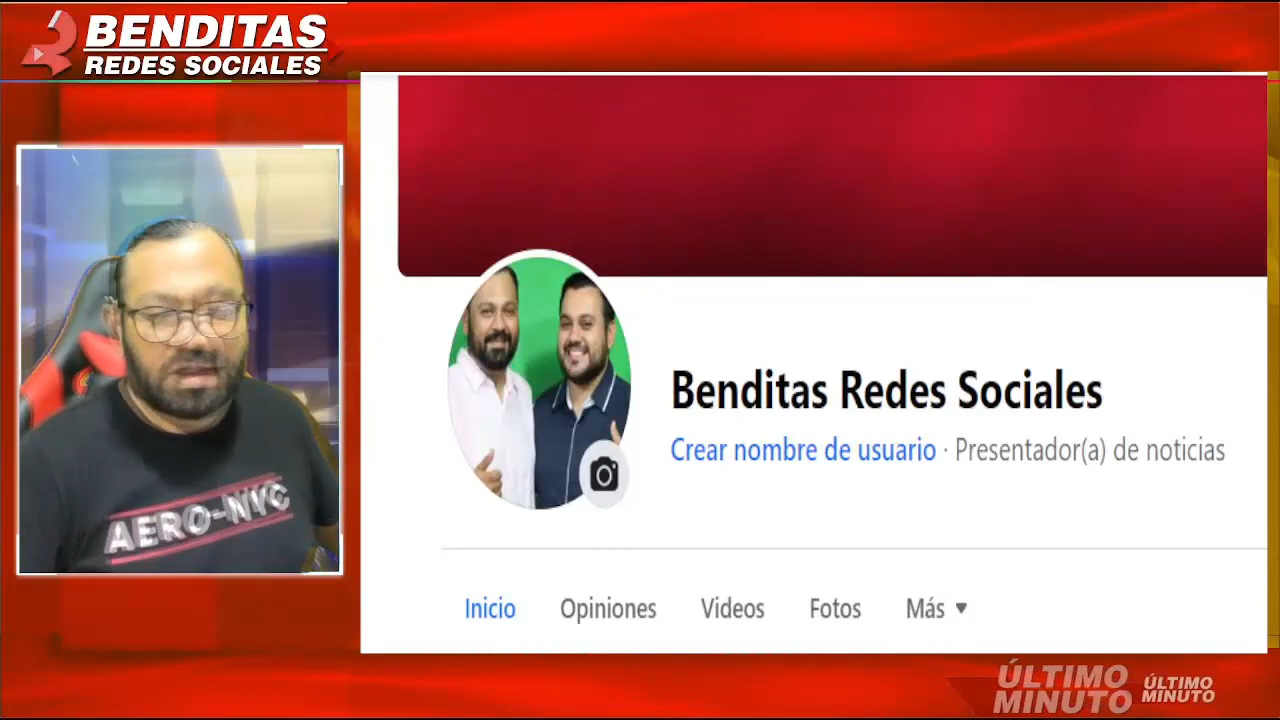 BENDITAS
REDES SOCIALES
Benditas Redes Sociales
Crear nombre de usuario · Presentador(a) de noticias
AERO-NYC
Inicio Opiniones Videos Fotos Más
ÚLTIMO
MINUTO
ÚLTIMO
MINUTO